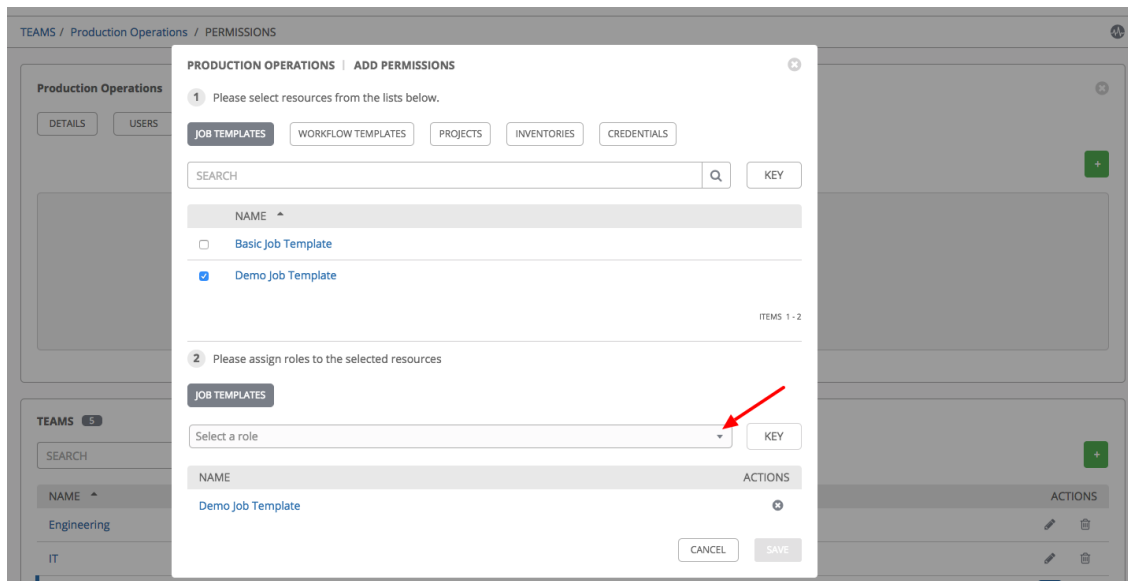 TEAMS / Production Operations / PERMISSIONS
PRODUCTION OPERATIONS | ADD PERMISSIONS
Production Operations
1 Please select resources from the lists below.
DETAILS USERS
JOB TEMPLATES WORKFLOW TEMPLATES PROJECTS INVENTORIES CREDENTIALS
+
SEARCH KEY
NAME
Basic Job Template
Demo Job Template
ITEMS 1 - 2
2 Please assign roles to the selected resources
JOB TEMPLATES
TEAMS 5
Select a role KEY
SEARCH +
NAME ACTIONS
NAME ACTIONS
Demo Job Template
Engineering
IT
CANCEL SAVE